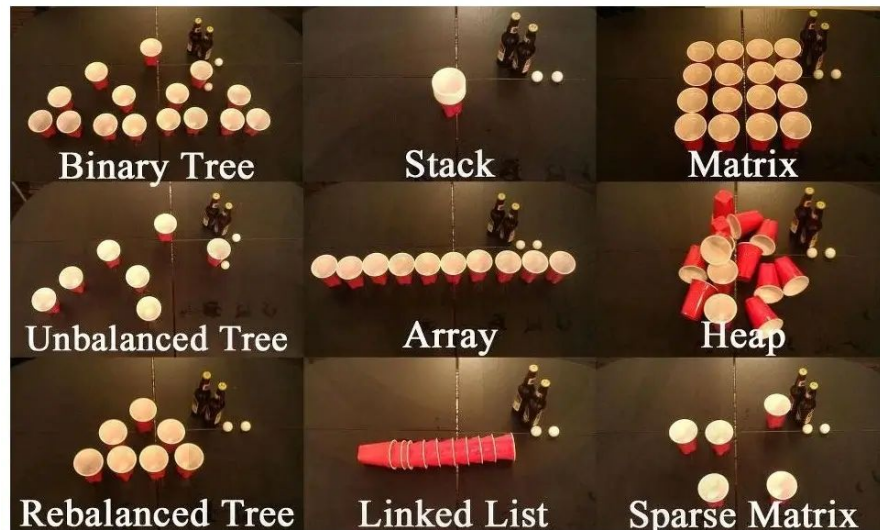 Binary Tree
Stack
Matrix
Unbalanced Tree
Array
Heap
Rebalanced Tree
Linked List
Sparse Matrix